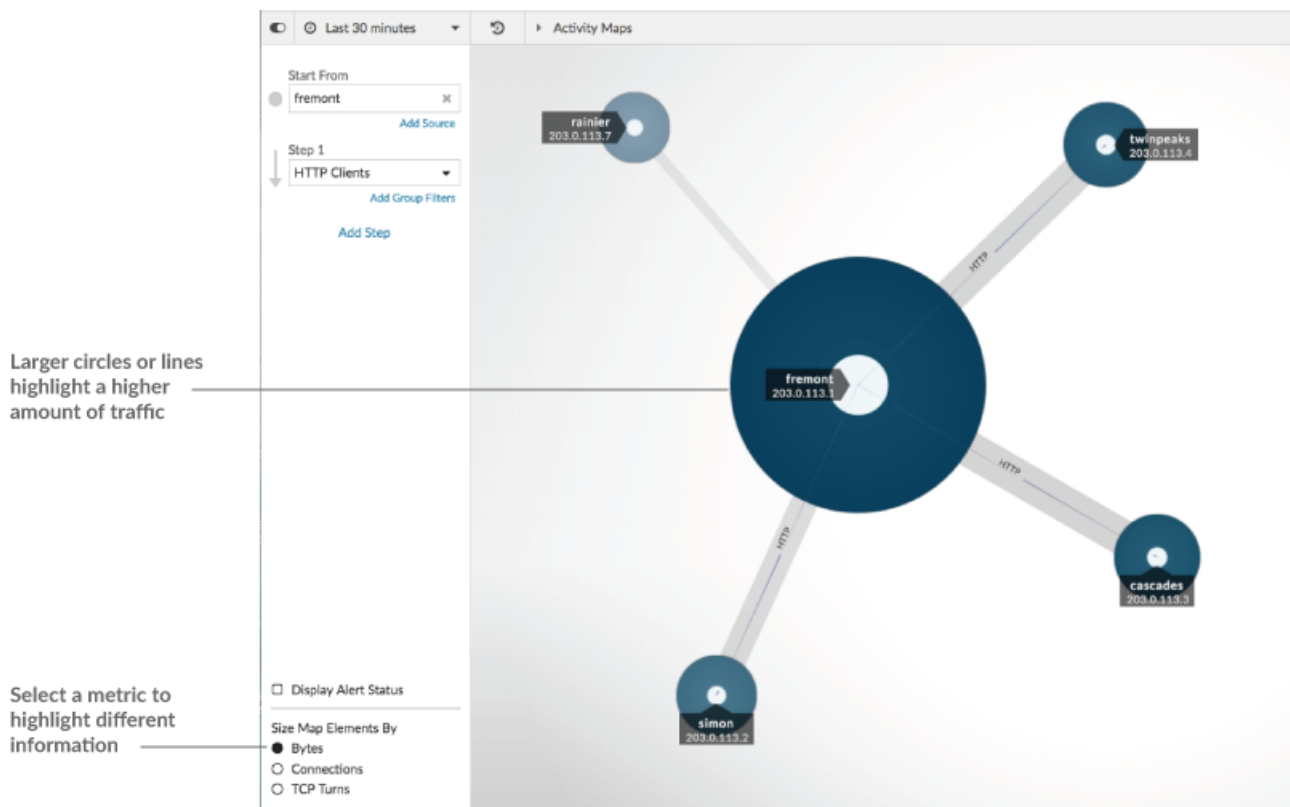 Last 30 minutes
Activity Maps
Start From
fremont
Add Source
Step 1
HTTP Clients
Add Group Filters
Add Step
rainier
203.0.113.7
twinpeaks
203.0.113.4
HTTP
Larger circles or lines
highlight a higher
amount of traffic
fremont
203.0.113.1
HTTP
HTTP
cascades
203.0.113.3
simon
203.0.113.2
Select a metric to
highlight different
information
Display Alert Status
Size Map Elements By
Bytes
Connections
TCP Turns